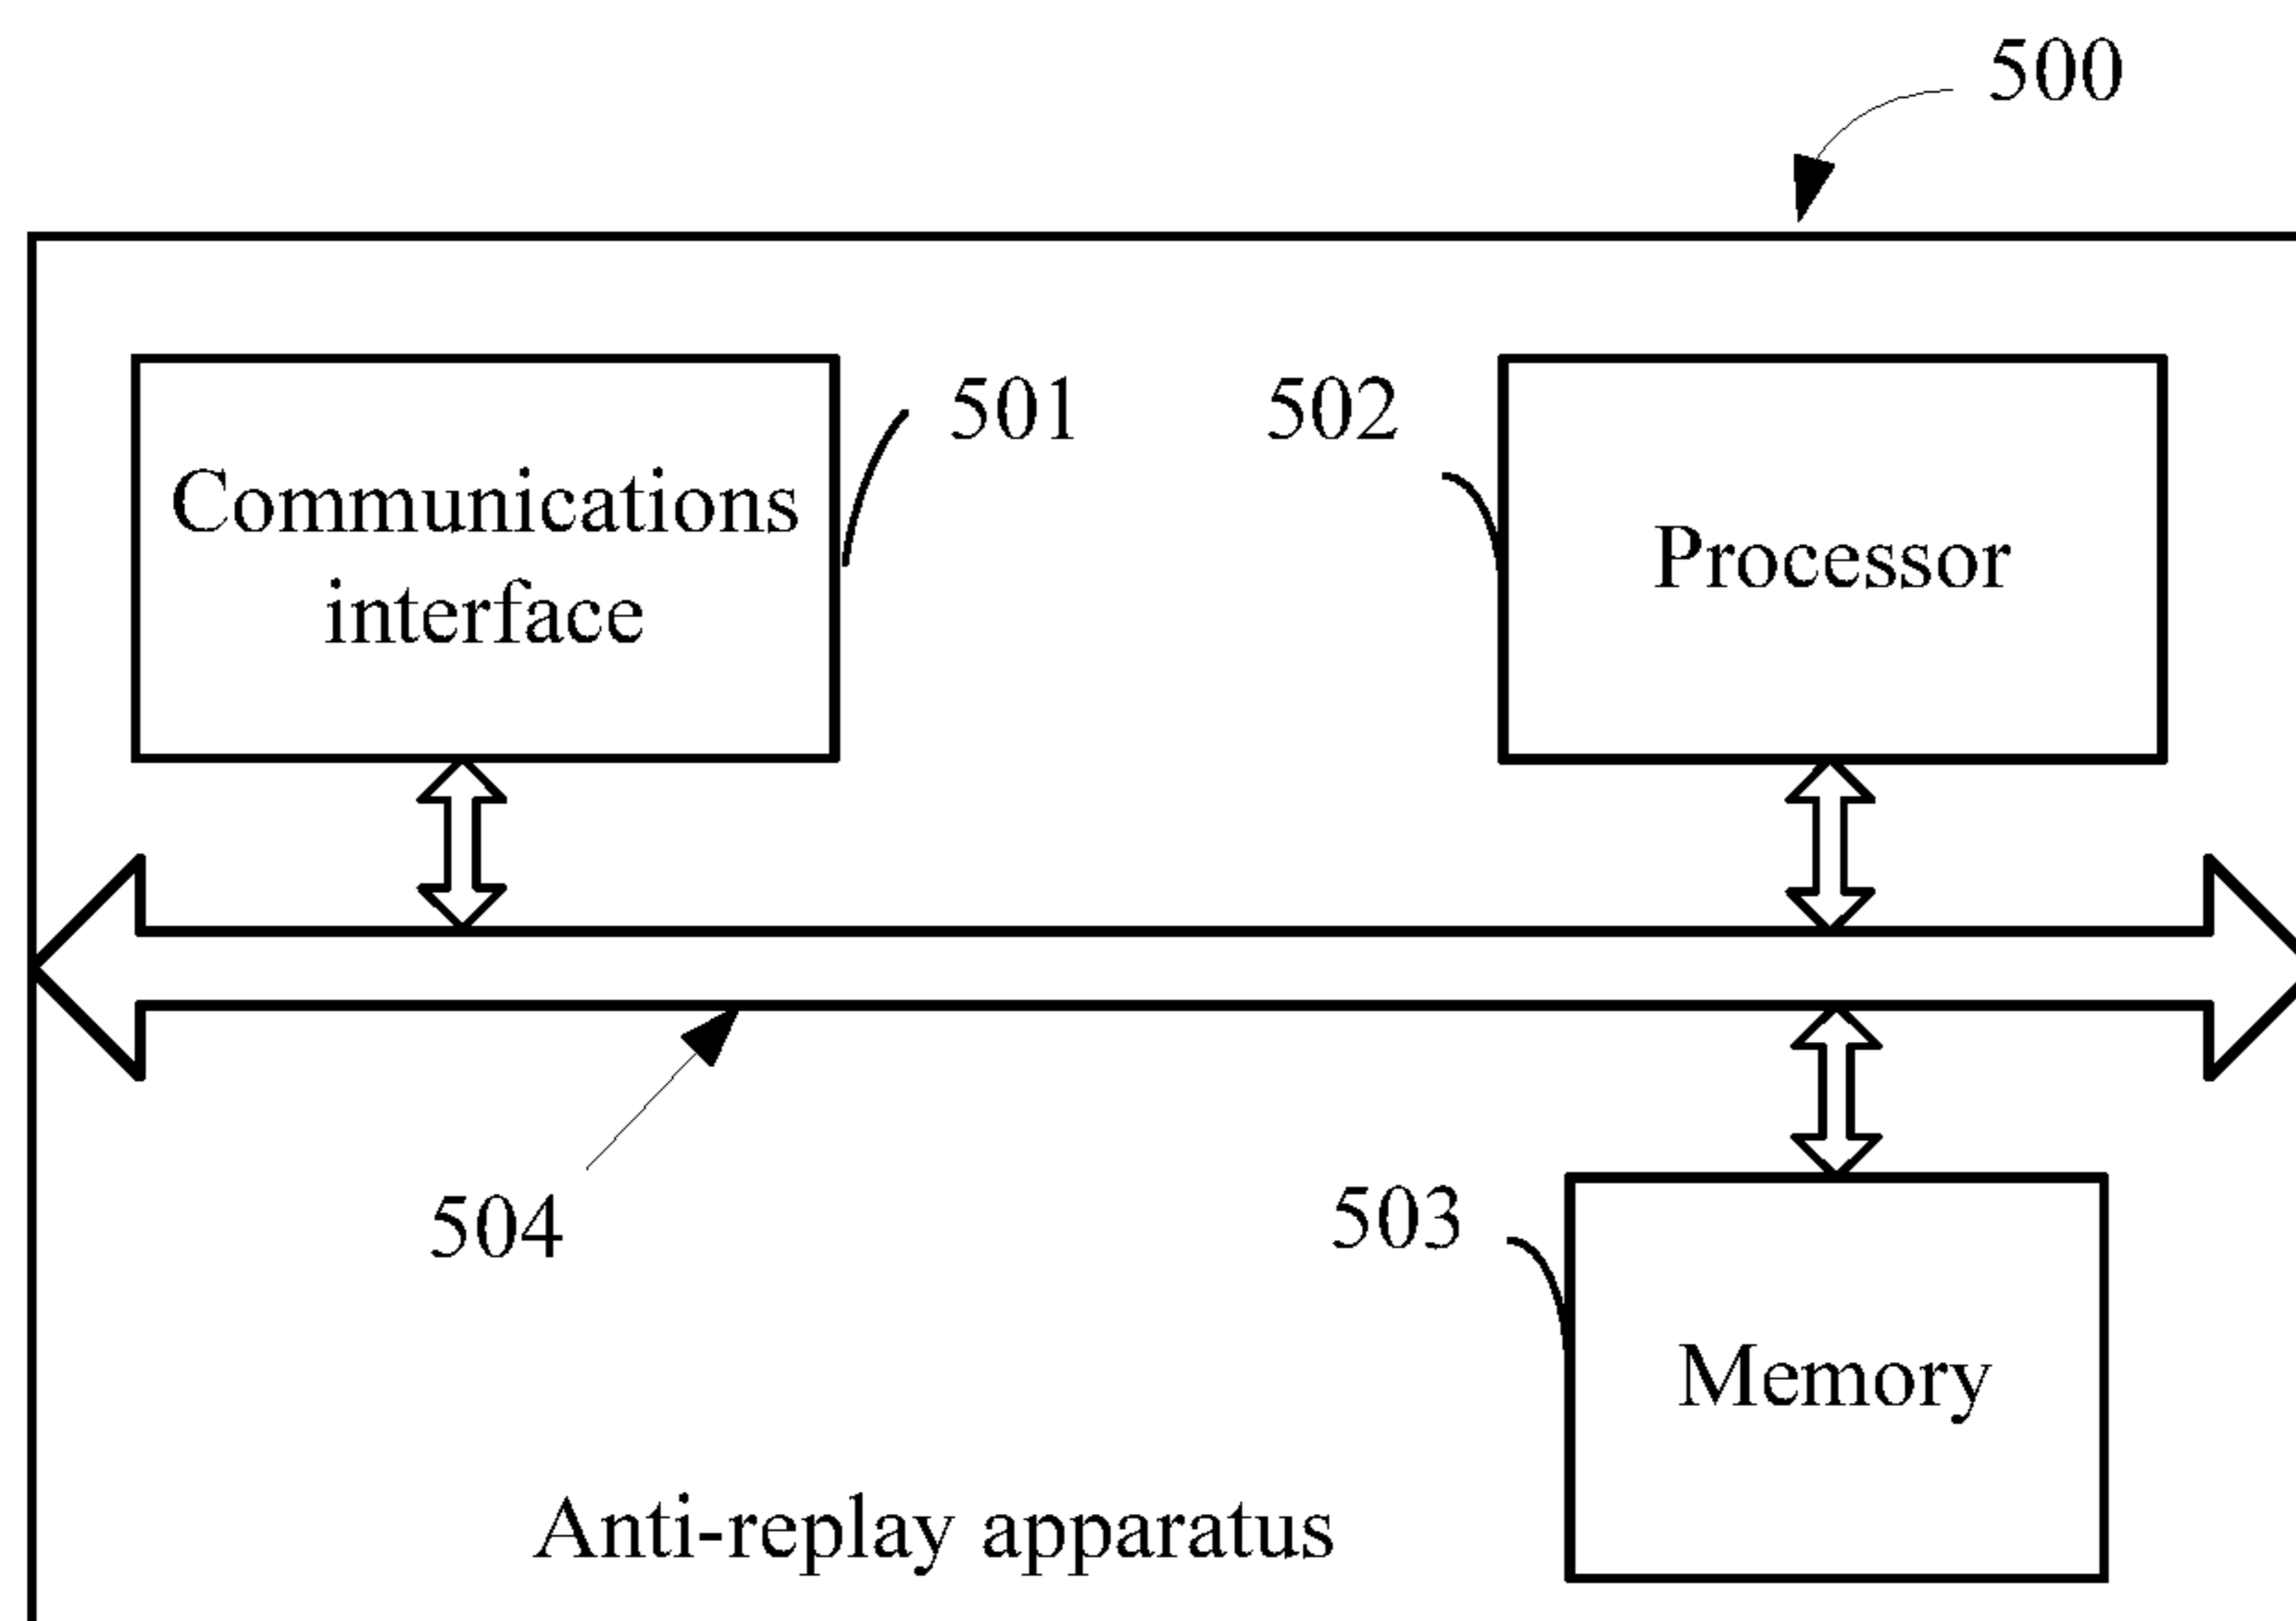 500
501
502
Communications
interface
Processor
504
503
Memory
Anti-replay apparatus